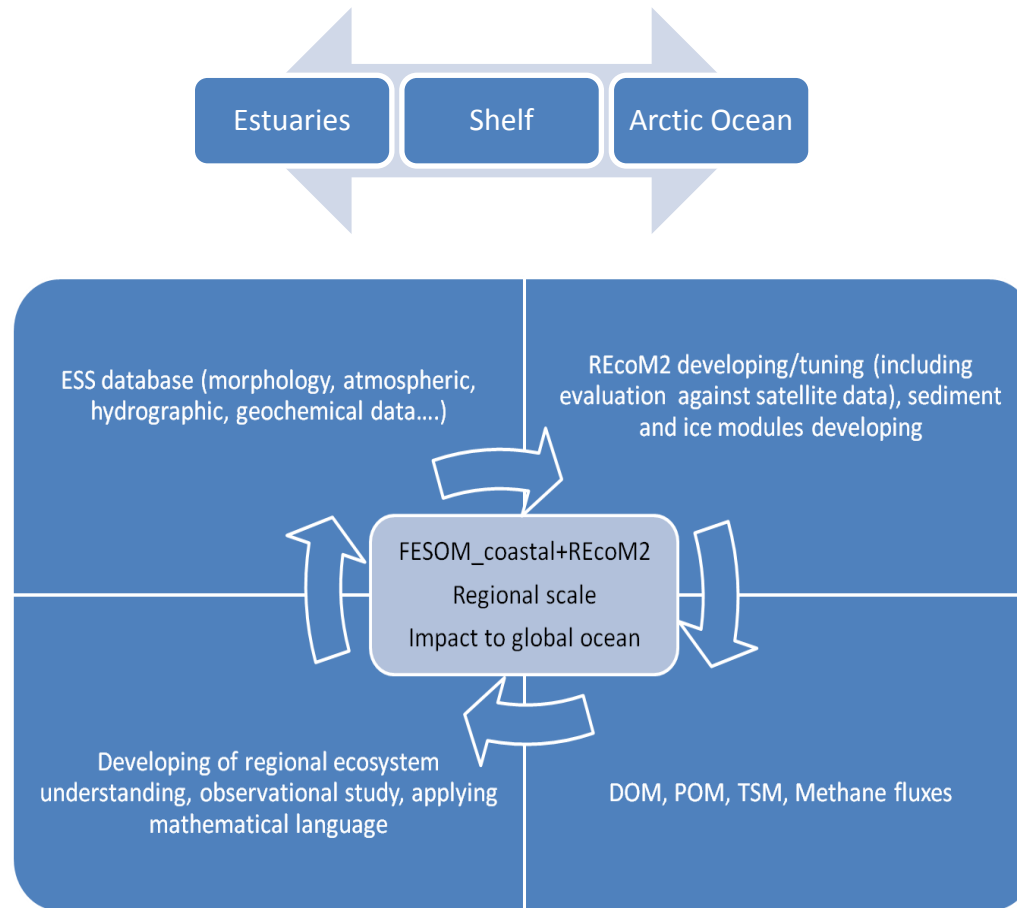 Estuaries
Shelf
Arctic Ocean
ESS database (morphology, atmospheric,
hydrographic, geochemical data....)
REcoM2 developing/tuning (including
evaluation against satellite data), sediment
and ice modules developing
FESOM_coastal+REcoM2
Regional scale
Impact to global ocean
Developing of regional ecosystem
understanding, observational study, applying
mathematical language
DOM, POM, TSM, Methane fluxes